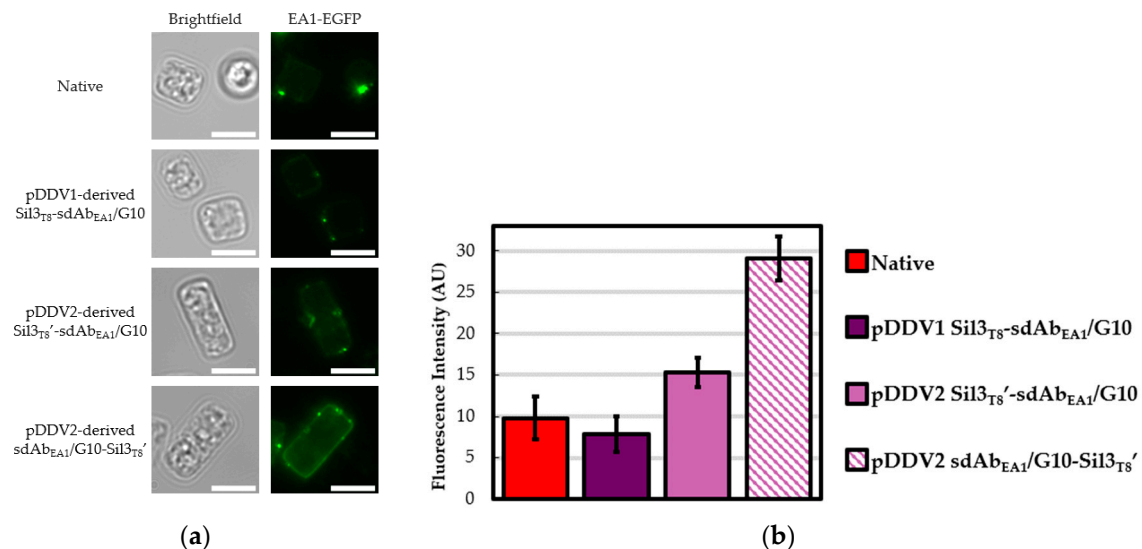 Brightfield EA1-EGFP
Native
pDDV1-derived
Sil3T8-sdAbEA1/G10
pDDV2-derived
Sil3T8′-sdAbEA1/G10
pDDV2-derived
sdAbEA1/G10-Sil3T8′
(a)
Fluorescence Intensity (AU)
30
25
20
15
10
5
0
Native
pDDV1 Sil3T8-sdAbEA1/G10
pDDV2 Sil3T8′-sdAbEA1/G10
pDDV2 sdAbEA1/G10-Sil3T8′
(b)